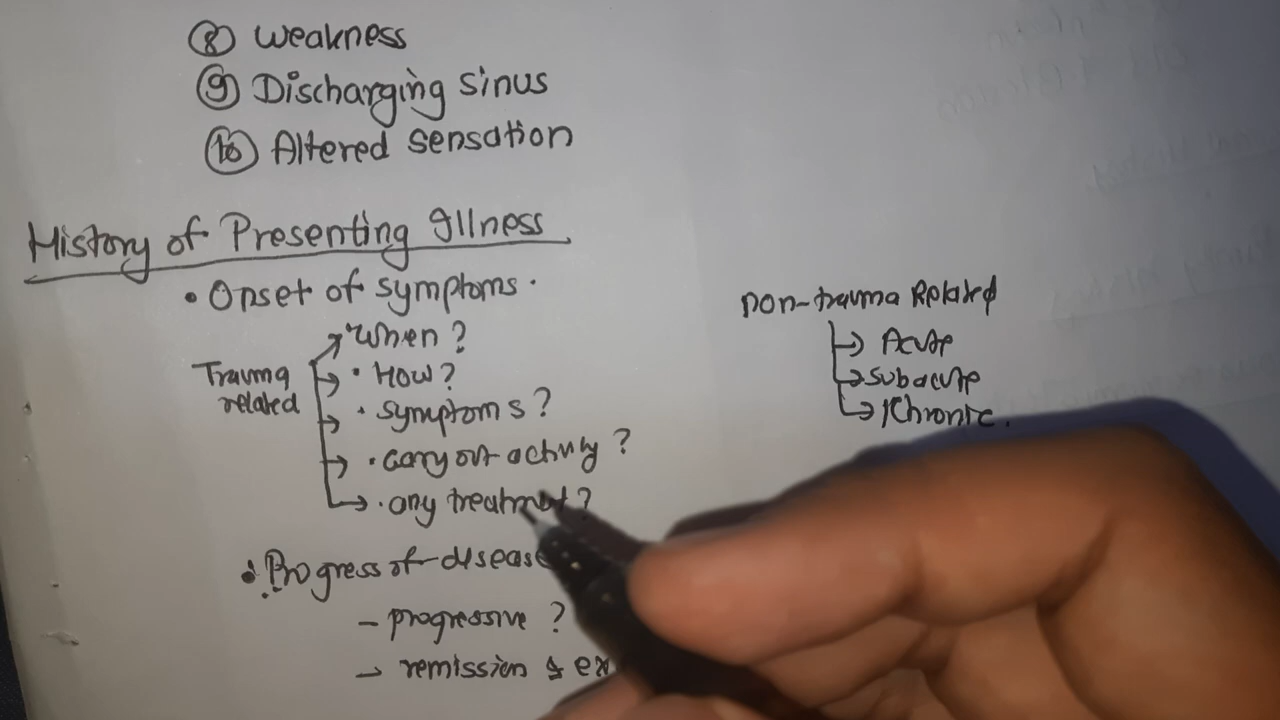 ⑧ Weakness
⑨ Discharging sinus
⑩ Altered sensation
History of Presenting Illness
• Onset of symptoms.
When?
Trauma related
• How?
• symptoms?
• carry out activity?
• any treatment?
non-trauma Related
Acute
subacute
Chronic.
• Progress of disease
- progressive ?
→ remission & ex